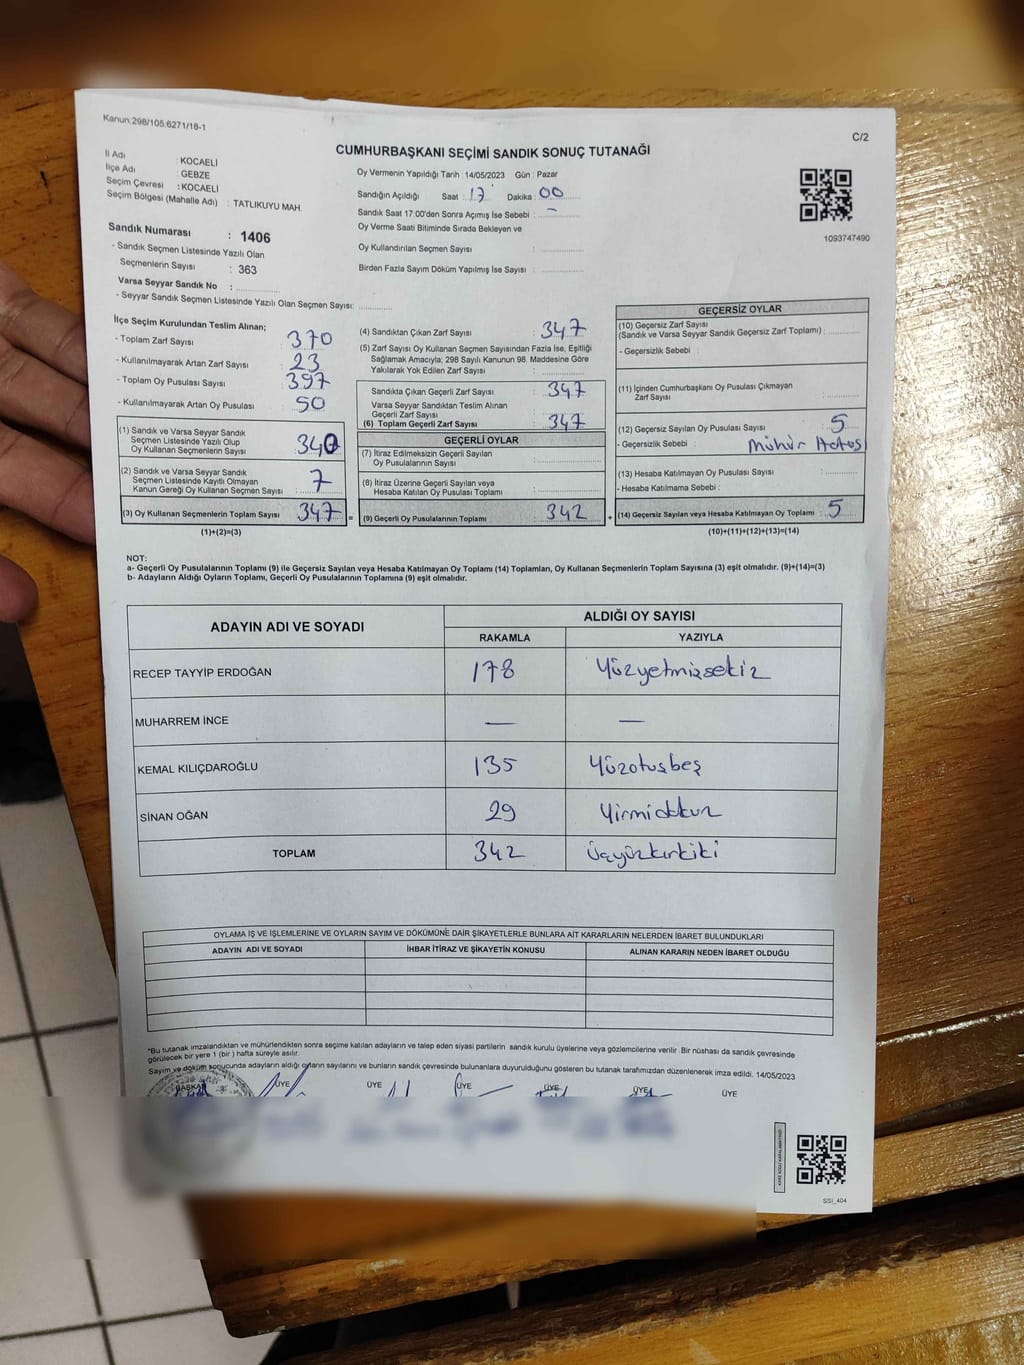 Kanun:298/105;6271/18-1
C/2
CUMHURBAŞKANI SEÇİMİ SANDIK SONUÇ TUTANAĞI
İl Adı : KOCAELİ
İlçe Adı : GEBZE
Seçim Çevresi : KOCAELİ
Seçim Bölgesi (Mahalle Adı) : TATLIKUYU MAH.
Oy Vermenin Yapıldığı Tarih 14/05/2023 Gün : Pazar
Sandığın Açıldığı Saat : 17 Dakika : 00
Sandık Saat 17.00'den Sonra Açımış İse Sebebi : –
Oy Verme Saati Bitiminde Sırada Bekleyen ve
Oy Kullandırılan Seçmen Sayısı :
Birden Fazla Sayım Döküm Yapılmış İse Sayısı :
1093747490
Sandık Numarası : 1406
- Sandık Seçmen Listesinde Yazılı Olan
Seçmenlerin Sayısı : 363
Varsa Seyyar Sandık No :
- Seyyar Sandık Seçmen Listesinde Yazılı Olan Seçmen Sayısı:
İlçe Seçim Kurulundan Teslim Alınan;
- Toplam Zarf Sayısı : 370
- Kullanılmayarak Artan Zarf Sayısı : 23
- Toplam Oy Pusulası Sayısı : 397
- Kullanılmayarak Artan Oy Pusulası : 50
(1) Sandık ve Varsa Seyyar Sandık
Seçmen Listesinde Yazılı Olup
Oy Kullanan Seçmenlerin Sayısı : 340
(2) Sandık ve Varsa Seyyar Sandık
Seçmen Listesinde Kayıtlı Olmayan
Kanun Gereği Oy Kullanan Seçmen Sayısı : 7
(3) Oy Kullanan Seçmenlerin Toplam Sayısı : 347 =
(1)+(2)=(3)
(4) Sandıktan Çıkan Zarf Sayısı : 347
(5) Zarf Sayısı Oy Kullanan Seçmen Sayısından Fazla İse, Eşitliği
Sağlamak Amacıyla; 298 Sayılı Kanunun 98. Maddesine Göre
Yakılarak Yok Edilen Zarf Sayısı :
Sandıkta Çıkan Geçerli Zarf Sayısı : 347
Varsa Seyyar Sandıktan Teslim Alınan
Geçerli Zarf Sayısı
(6) Toplam Geçerli Zarf Sayısı : 347
GEÇERLİ OYLAR
(7) İtiraz Edilmeksizin Geçerli Sayılan
Oy Pusulalarının Sayısı :
(8) İtiraz Üzerine Geçerli Sayılan veya
Hesaba Katılan Oy Pusulası Toplamı :
(9) Geçerli Oy Pusulalarının Toplamı : 342 +
GEÇERSİZ OYLAR
(10) Geçersiz Zarf Sayısı
(Sandık ve Varsa Seyyar Sandık Geçersiz Zarf Toplamı) :
- Geçersizlik Sebebi :
(11) İçinden Cumhurbaşkanı Oy Pusulası Çıkmayan
Zarf Sayısı :
(12) Geçersiz Sayılan Oy Pusulası Sayısı : 5
- Geçersizlik Sebebi : Mühür Hatası
(13) Hesaba Katılmayan Oy Pusulası Sayısı :
- Hesaba Katılmama Sebebi :
(14) Geçersiz Sayılan veya Hesaba Katılmayan Oy Toplamı : 5
(10)+(11)+(12)+(13)=(14)
NOT:
a- Geçerli Oy Pusulalarının Toplamı (9) ile Geçersiz Sayılan veya Hesaba Katılmayan Oy Toplamı (14) Toplamları, Oy Kullanan Seçmenlerin Toplam Sayısına (3) eşit olmalıdır. (9)+(14)=(3)
b- Adayların Aldığı Oyların Toplamı, Geçerli Oy Pusulalarının Toplamına (9) eşit olmalıdır.
ADAYIN ADI VE SOYADI
ALDIĞI OY SAYISI
RAKAMLA YAZIYLA
RECEP TAYYİP ERDOĞAN 178 Yüzyetmişsekiz
MUHARREM İNCE — —
KEMAL KILIÇDAROĞLU 135 Yüzotuzbeş
SİNAN OĞAN 29 Yirmidokuz
TOPLAM 342 Üçyüzkırkiki
OYLAMA İŞ VE İŞLEMLERİNE VE OYLARIN SAYIM VE DÖKÜMÜNE DAİR ŞİKAYETLERLE BUNLARA AİT KARARLARIN NELERDEN İBARET BULUNDUKLARI
ADAYIN ADI VE SOYADI İHBAR İTİRAZ VE ŞİKAYETİN KONUSU ALINAN KARARIN NEDEN İBARET OLDUĞU
*Bu tutanak imzalandıktan ve mühürlendikten sonra seçime katılan adayların ve talep eden siyasi partilerin sandık kurulu üyelerine veya gözlemcilerine verilir .Bir nüshası da sandık çevresinde
görülecek bir yere 1 (bir ) hafta süreyle asılır.
Sayım ve döküm sonucunda adayların aldığı oyların sayılarını ve bunların sandık çevresinde bulunanlara duyurulduğunu gösteren bu tutanak tarafımızdan düzenlenerek imza edildi. 14/05/2023
BAŞKAN ÜYE ÜYE ÜYE ÜYE ÜYE ÜYE
SSI_404